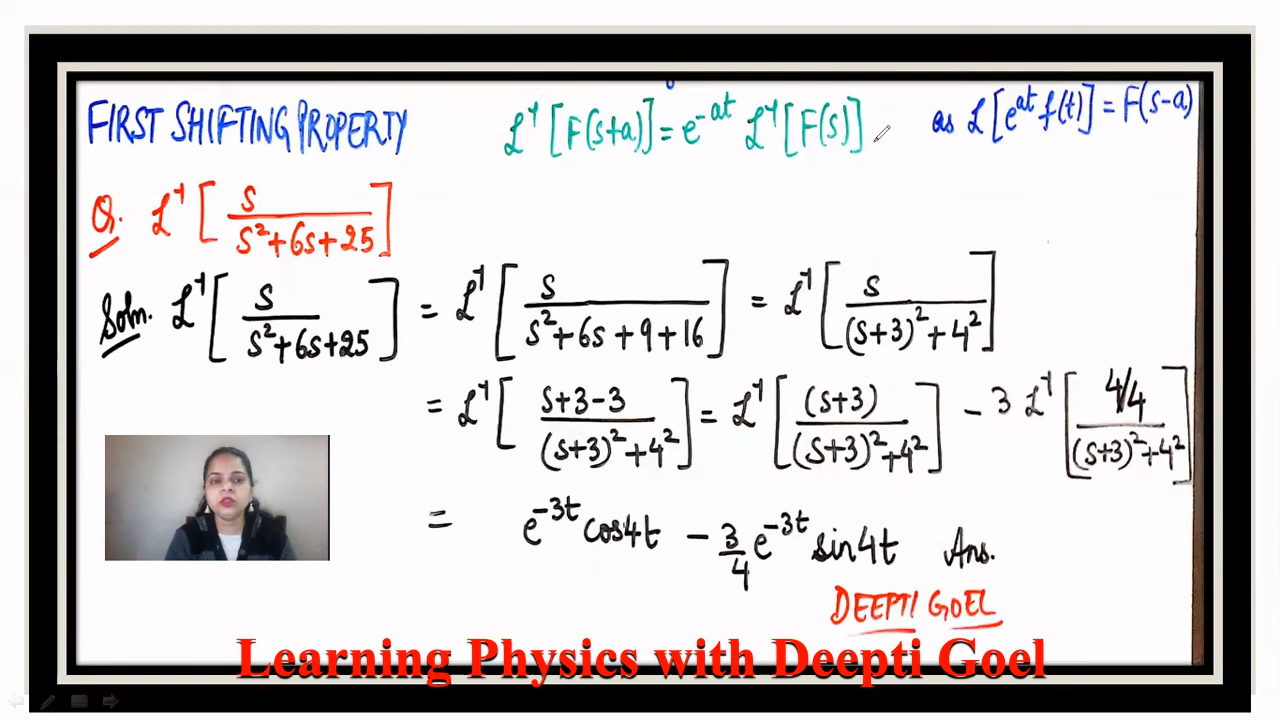 FIRST SHIFTING PROPERTY L⁻¹[F(s+a)] = e^{-at} L⁻¹[F(s)] as L[e^{at} f(t)] = F(s-a)
Q. L⁻¹[s/(s²+6s+25)]
Soln. L⁻¹[s/(s²+6s+25)] = L⁻¹[s/(s²+6s+9+16)] = L⁻¹[s/((s+3)²+4²)]
= L⁻¹[(s+3-3)/((s+3)²+4²)] = L⁻¹[(s+3)/((s+3)²+4²)] - 3 L⁻¹[(4/4)/((s+3)²+4²)]
= e^{-3t} cos4t - 3/4 e^{-3t} sin4t Ans.
DEEPTI GOEL
Learning Physics with Deepti Goel